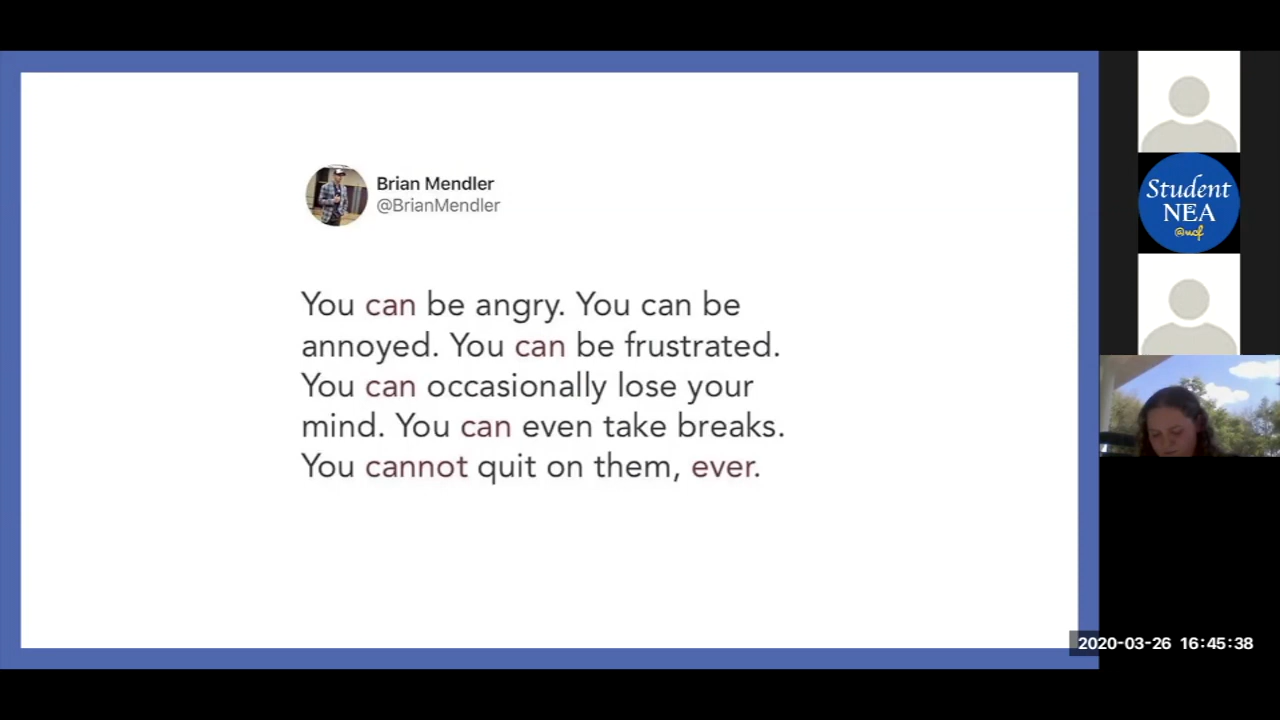 Brian Mendler
@BrianMendler
You can be angry. You can be
annoyed. You can be frustrated.
You can occasionally lose your
mind. You can even take breaks.
You cannot quit on them, ever.
Student
NEA
@ucf
2020-03-26 16:45:38